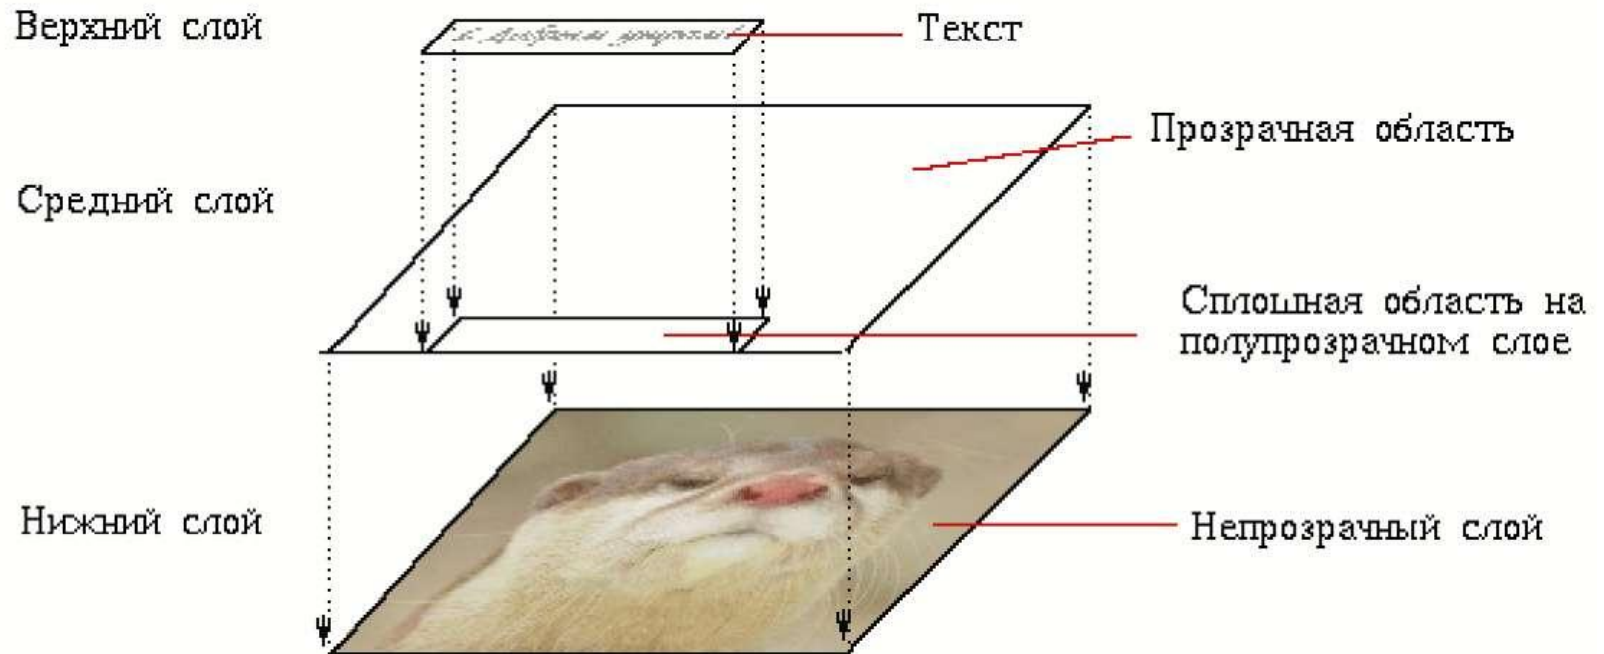 Верхний слой
Текст
Прозрачная область
Средний слой
Сплошная область на
полупрозрачном слое
Нижний слой
Непрозрачный слой